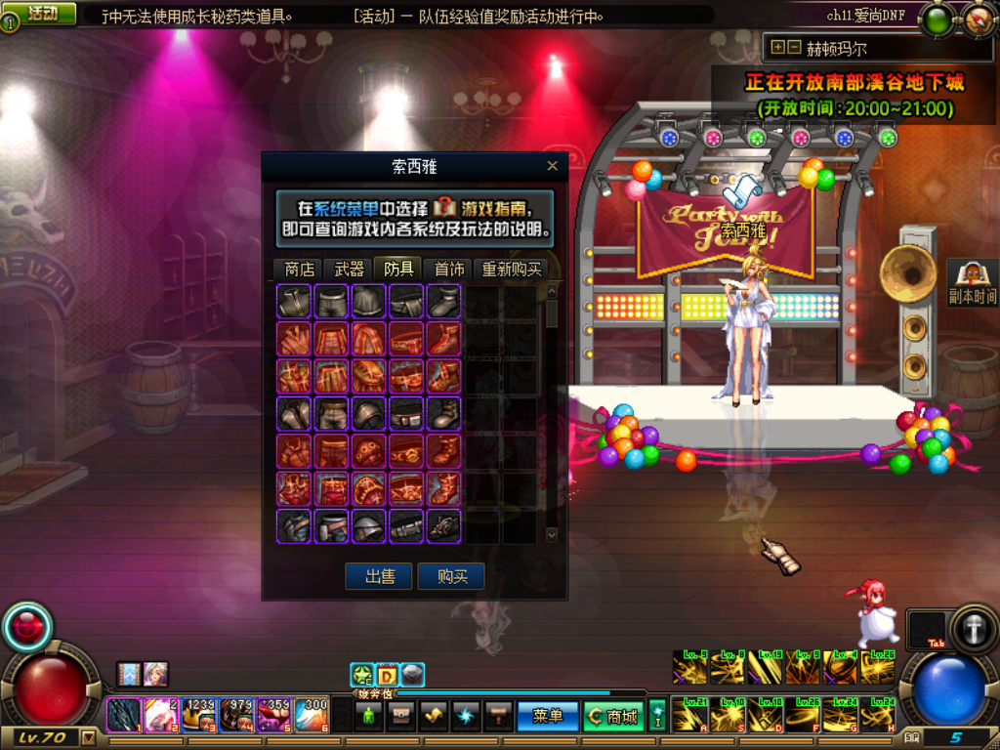 活动
行中无法使用成长秘药类道具。
[活动] — 队伍经验值奖励活动进行中。
ch11.爱尚DNF
赫顿玛尔
正在开放南部溪谷地下城
(开放时间:20:00~21:00)
索西雅
在系统菜单中选择 游戏指南,
即可查询游戏内各系统及玩法的说明。
商店 武器 防具 首饰 重新购买
Party with
索西雅
副本时间
出售 购买
Tab
疲劳值
Lv.9 Lv.8 Lv.19 Lv.9 Lv.4 Lv.26
2 1239 979 359 300
1 2 3 4 5 6
菜单
商城
Lv.21 Lv.10 Lv.18 Lv.26 Lv.24 Lv.24
A S D F G H
Lv.70
SP 5